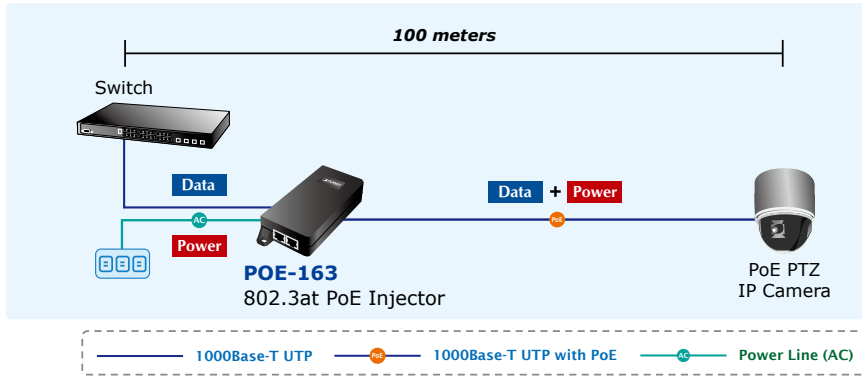 100 meters
Switch
Data
Data + Power
AC
PoE
Power
POE-163
802.3at PoE Injector
PoE PTZ
IP Camera
1000Base-T UTP
PoE
1000Base-T UTP with PoE
AC
Power Line (AC)